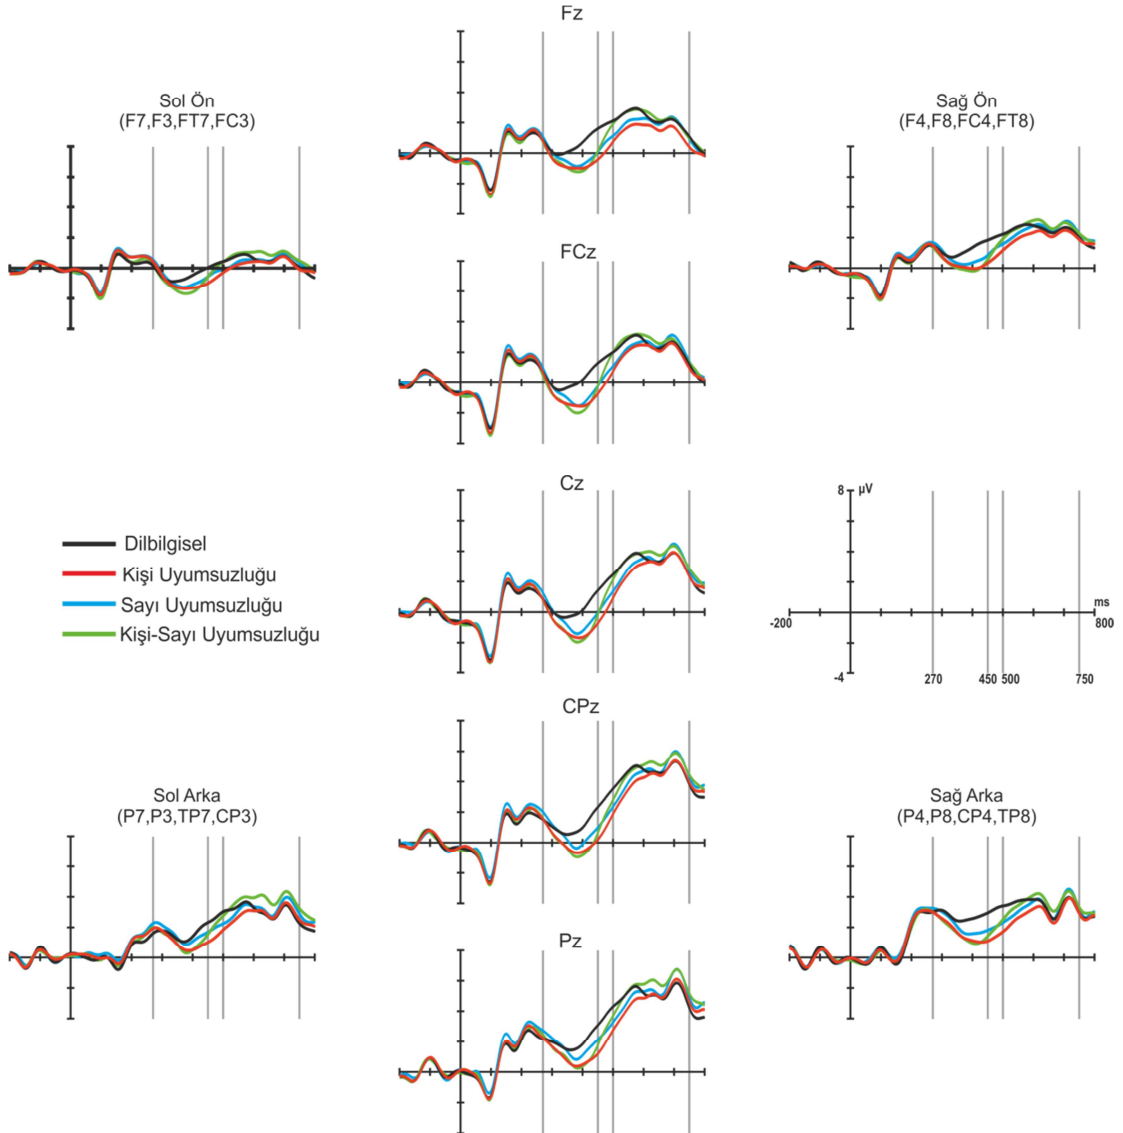 Fz
Sol Ön
(F7,F3,FT7,FC3)
Sağ Ön
(F4,F8,FC4,FT8)
FCz
Cz
8 µV
ms
-200
800
-4
270
450
500
750
Dilbilgisel
Kişi Uyumsuzluğu
Sayı Uyumsuzluğu
Kişi-Sayı Uyumsuzluğu
CPz
Sol Arka
(P7,P3,TP7,CP3)
Sağ Arka
(P4,P8,CP4,TP8)
Pz